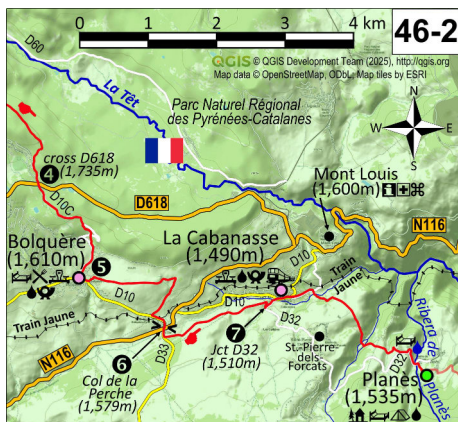 0 1 2 3 4 km
46-2
D60
QGIS © QGIS Development Team (2025), http://qgis.org
Map data © OpenStreetMap, ODbL; Map tiles by ESRI
La Têt
Parc Naturel Régional
des Pyrénées-Catalanes
N
W E
S
cross D618
(1,735m)
4
D10C
D618
Mont Louis
(1,600m)
N116
Bolquère
(1,610m)
5
La Cabanasse
(1,490m)
D10
D10
D10
Train
Jaune
Train Jaune
N116
6
Col de la
Perche
(1,579m)
D33
7
Jct D32
(1,510m)
D32
St.-Pierre-
dels-
Forcats
D32
Ribera de
Planès
Planès
(1,535m)